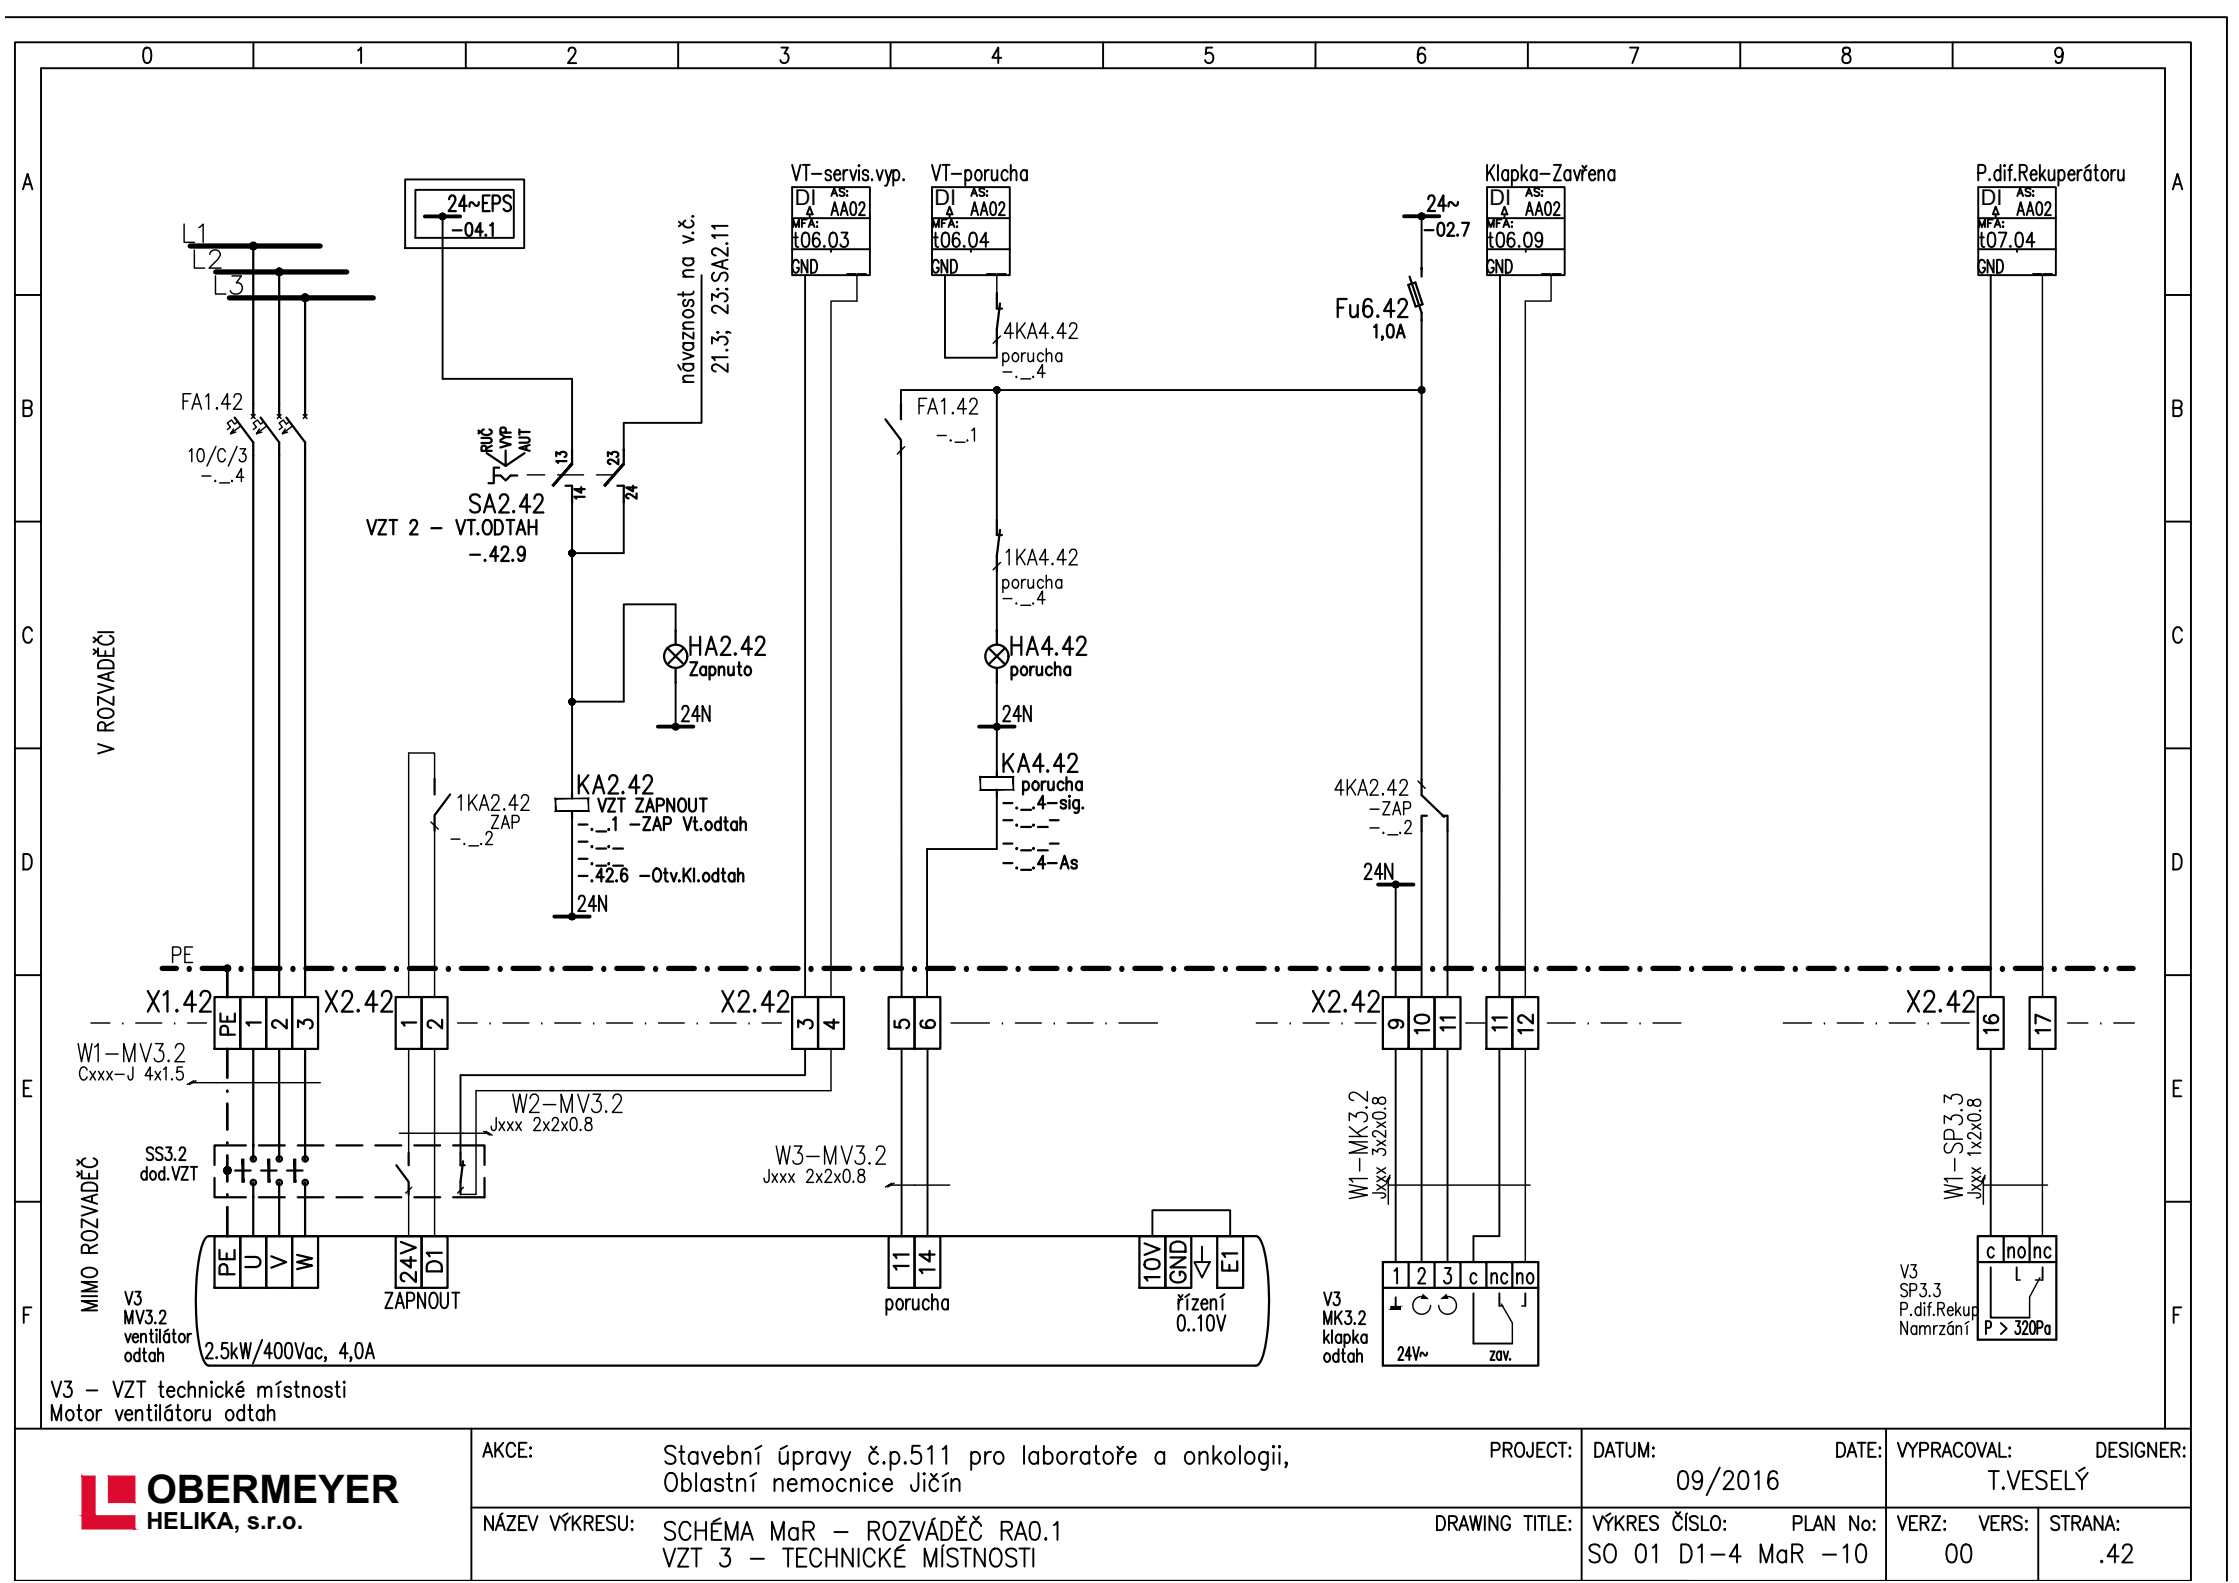 0 1 2 3 4 5 6 7 8 9
A A
B B
C C
D D
E E
F F
L1
L2
L3
24~EPS
-04.1
návaznost na v.č.
21.3; 23:SA2.11
VT-servis.vyp.
DI AS:
AA02
MFA:
t06.03
GND
VT-porucha
DI AS:
AA02
MFA:
t06.04
GND
24~
-02.7
Klapka-Zavřena
DI AS:
AA02
MFA:
t06.09
GND
P.dif.Rekuperátoru
DI AS:
AA02
MFA:
t07.04
GND
Fu6.42
1,0A
4KA4.42
porucha
-._.4
FA1.42
10/C/3
-._.4
RUČ
VYP
AUT
13
14
23
24
SA2.42
VZT 2 - VT.ODTAH
-.42.9
FA1.42
-._.1
1KA4.42
porucha
-._.4
V ROZVADĚČI
HA2.42
Zapnuto
24N
HA4.42
porucha
24N
1KA2.42
ZAP
-._.2
KA2.42
VZT ZAPNOUT
-._.1 -ZAP Vt.odtah
-._._
-._._
-.42.6 -Otv.Kl.odtah
24N
KA4.42
porucha
-._.4-sig.
-._._-
-._._-
-._.4-As
4KA2.42
-ZAP
-._.2
24N
PE
X1.42 PE 1 2 3
X2.42 1 2
X2.42 3 4
5 6
X2.42 9 10 11 11 12
X2.42 16 17
W1-MV3.2
Cxxx-J 4x1.5
W2-MV3.2
Jxxx 2x2x0.8
W3-MV3.2
Jxxx 2x2x0.8
W1-MK3.2
Jxxx 3x2x0.8
W1-SP3.3
Jxxx 1x2x0.8
MIMO ROZVADĚČ
SS3.2
dod.VZT
PE U V W
24V D1
ZAPNOUT
11 14
porucha
10V GND E1
řízení
0..10V
V3
MV3.2
ventilátor
odtah
2.5kW/400Vac, 4,0A
V3
MK3.2
klapka
odtah
1 2 3 c nc no
24V~ zav.
V3
SP3.3
P.dif.Rekup
Namrzání
c no nc
P > 320Pa
V3 - VZT technické místnosti
Motor ventilátoru odtah
OBERMEYER
HELIKA, s.r.o.
AKCE: PROJECT:
Stavební úpravy č.p.511 pro laboratoře a onkologii,
Oblastní nemocnice Jičín
DATUM: DATE:
09/2016
VYPRACOVAL: DESIGNER:
T.VESELÝ
NÁZEV VÝKRESU: DRAWING TITLE:
SCHÉMA MaR - ROZVÁDĚČ RA0.1
VZT 3 - TECHNICKÉ MÍSTNOSTI
VÝKRES ČÍSLO: PLAN No:
SO 01 D1-4 MaR -10
VERZ: VERS:
00
STRANA:
.42